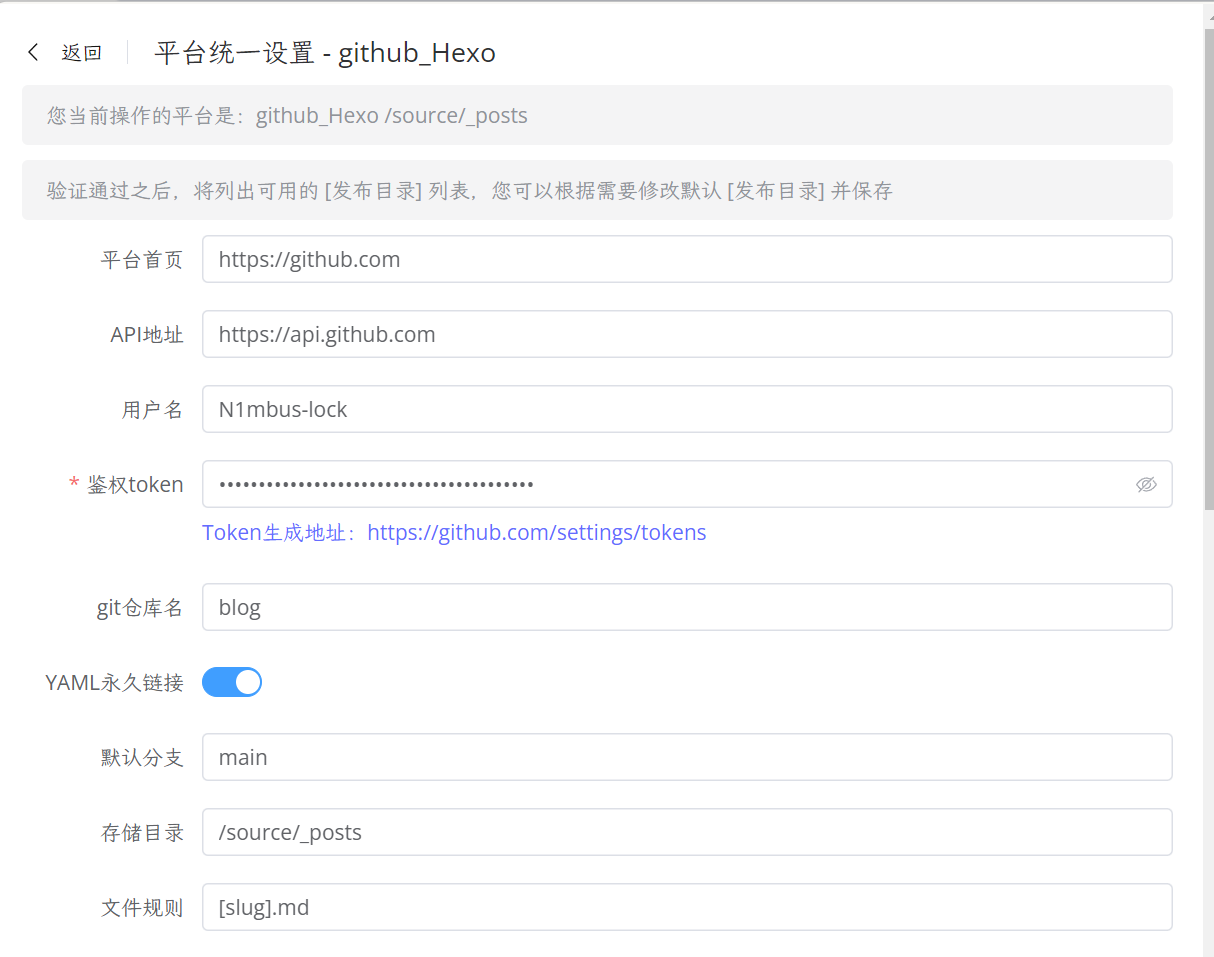 返回 平台统一设置 - github_Hexo
您当前操作的平台是：github_Hexo /source/_posts
验证通过之后，将列出可用的 [发布目录] 列表，您可以根据需要修改默认 [发布目录] 并保存
平台首页 https://github.com
API地址 https://api.github.com
用户名 N1mbus-lock
* 鉴权token ••••••••••••••••••••••••••••••••••••••••
Token生成地址：https://github.com/settings/tokens
git仓库名 blog
YAML永久链接
默认分支 main
存储目录 /source/_posts
文件规则 [slug].md